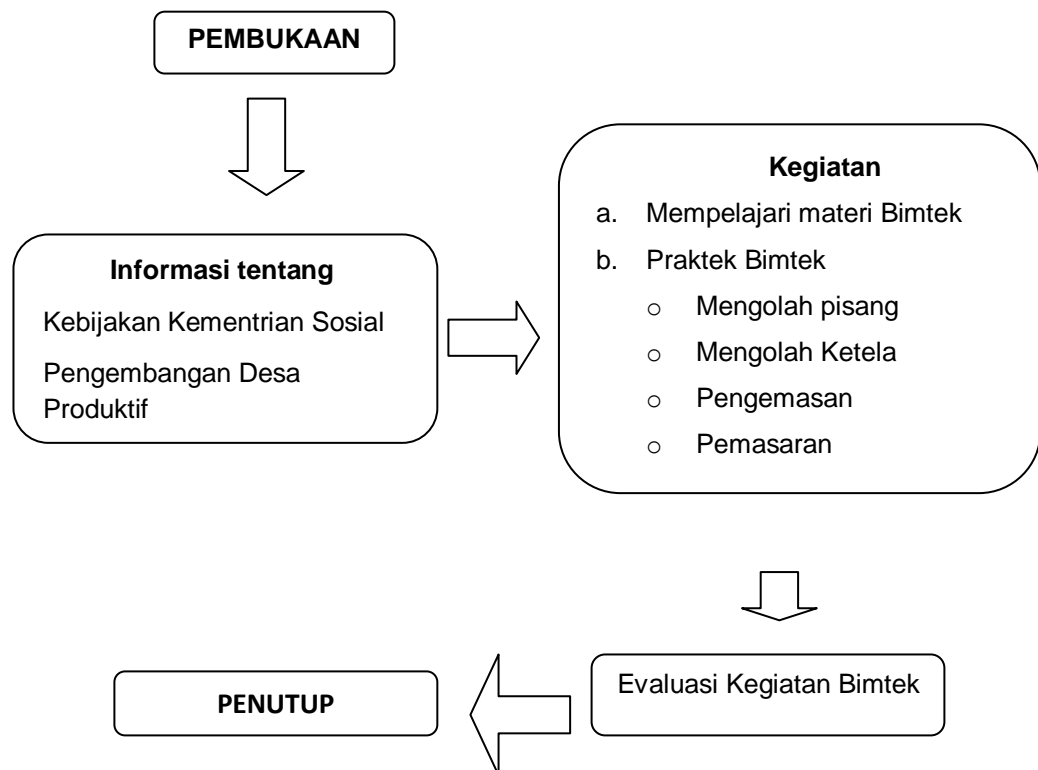 PEMBUKAAN
Informasi tentang
Kebijakan Kementrian Sosial
Pengembangan Desa
Produktif
Kegiatan
a. Mempelajari materi Bimtek
b. Praktek Bimtek
o Mengolah pisang
o Mengolah Ketela
o Pengemasan
o Pemasaran
Evaluasi Kegiatan Bimtek
PENUTUP